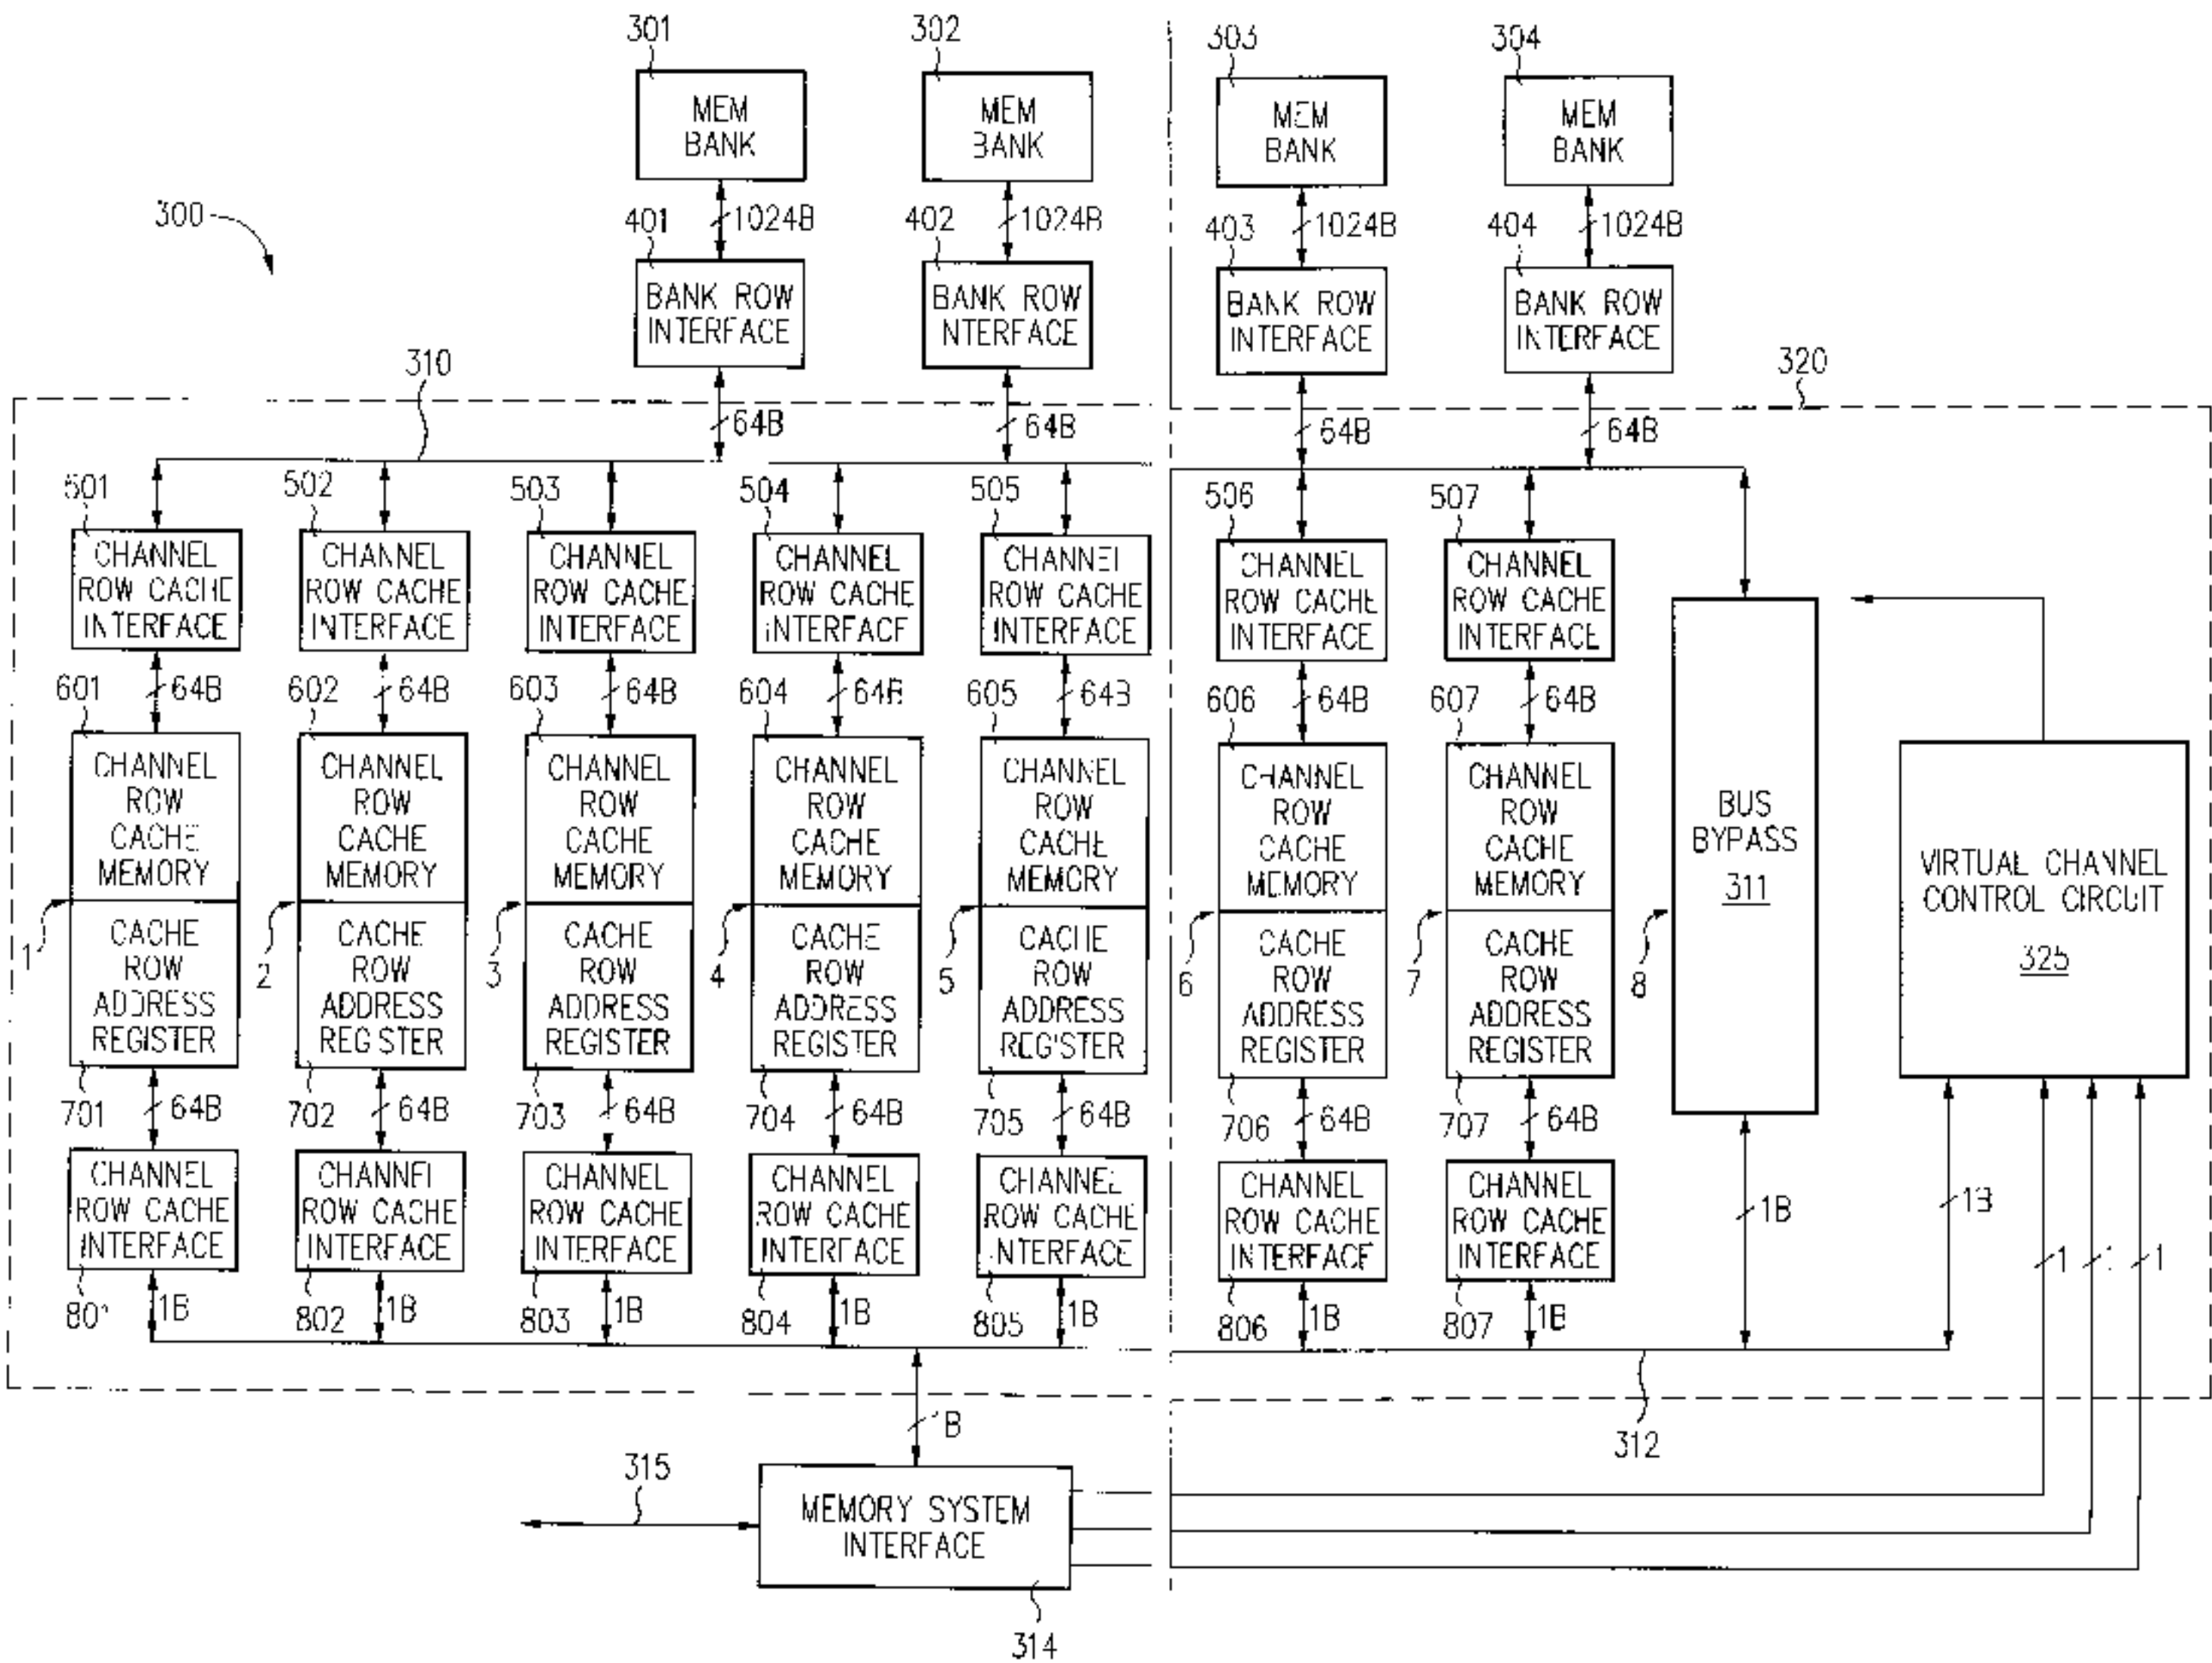 301
302
303
304
MEM
BANK
MEM
BANK
MEM
BANK
MEM
BANK
300
401
1024B
402
1024B
403
1024B
404
1024B
BANK ROW
INTERFACE
BANK ROW
NTERFACE
BANK ROW
INTERFACE
BANK ROW
INTERFACE
310
320
64B
64B
64B
64B
501
502
503
504
505
506
507
CHANNEL
ROW CACHE
INTERFACE
CHANNEL
ROW CACHE
INTERFACE
CHANNEL
ROW CACHE
INTERFACE
CHANNEL
ROW CACHE
INTERFACE
CHANNEL
ROW CACHE
INTERFACE
CHANNEL
ROW CACHE
INTERFACE
CHANNEL
ROW CACHE
INTERFACE
601
64B
602
64B
603
64B
604
64B
605
64B
606
64B
607
64B
CHANNEL
ROW
CACHE
MEMORY
CHANNEL
ROW
CACHE
MEMORY
CHANNEL
ROW
CACHE
MEMORY
CHANNEL
ROW
CACHE
MEMORY
CHANNEL
ROW
CACHE
MEMORY
CHANNEL
ROW
CACHE
MEMORY
CHANNEL
ROW
CACHE
MEMORY
BUS
BYPASS
311
VIRTUAL CHANNEL
CONTROL CIRCUIT
325
1
2
3
4
5
6
7
8
CACHE
ROW
ADDRESS
REGISTER
CACHE
ROW
ADDRESS
REGISTER
CACHE
ROW
ADDRESS
REGISTER
CACHE
ROW
ADDRESS
REGISTER
CACHE
ROW
ADDRESS
REGISTER
CACHE
ROW
ADDRESS
REGISTER
CACHE
ROW
ADDRESS
REGISTER
701
64B
702
64B
703
64B
704
64B
705
64B
706
64B
707
64B
CHANNEL
ROW CACHE
INTERFACE
CHANNEL
ROW CACHE
INTERFACE
CHANNEL
ROW CACHE
INTERFACE
CHANNEL
ROW CACHE
INTERFACE
CHANNEL
ROW CACHE
INTERFACE
CHANNEL
ROW CACHE
INTERFACE
CHANNEL
ROW CACHE
INTERFACE
1B
1B
1
1
801
1B
802
1B
803
1B
804
1B
805
1B
806
1B
807
1B
1B
312
315
MEMORY SYSTEM
INTERFACE
314